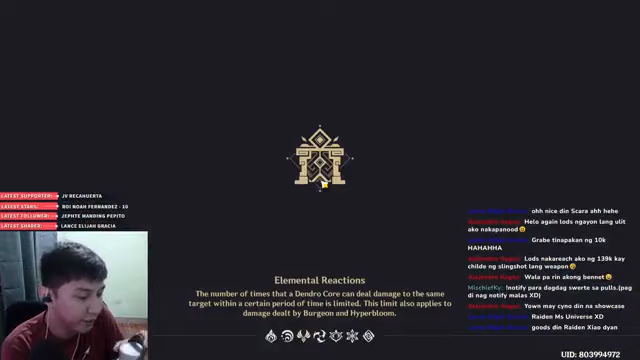 LATEST SUPPORTER: JV RECAHUERTA
LATEST STARS: ROI NOAH FERNANDEZ - 10
LATEST FOLLOWER: JEPHTE MANDING PEPITO
LATEST SHARER: LANCE ELIJAH GRACIA
Elemental Reactions
The number of times that a Dendro Core can deal damage to the same
target within a certain period of time is limited. This limit also applies to
damage dealt by Burgeon and Hyperbloom.
ohh nice din Scara ahh hehe
Helo again lods ngayon lang ulit
ako nakapanood
Grabe tinapakan ng 10k
HAHAHHA
Lods nakareach ako ng 139k kay
childe ng slingshot lang weapon
Wala pa rin akong bennet
MischiefKy: !notify para dagdag swerte sa pulls.(pag
di nag notify malas XD)
Yown may cyno din da showcase
Raiden Ms Universe XD
goods din Raiden Xiao dyan
UID: 803994972